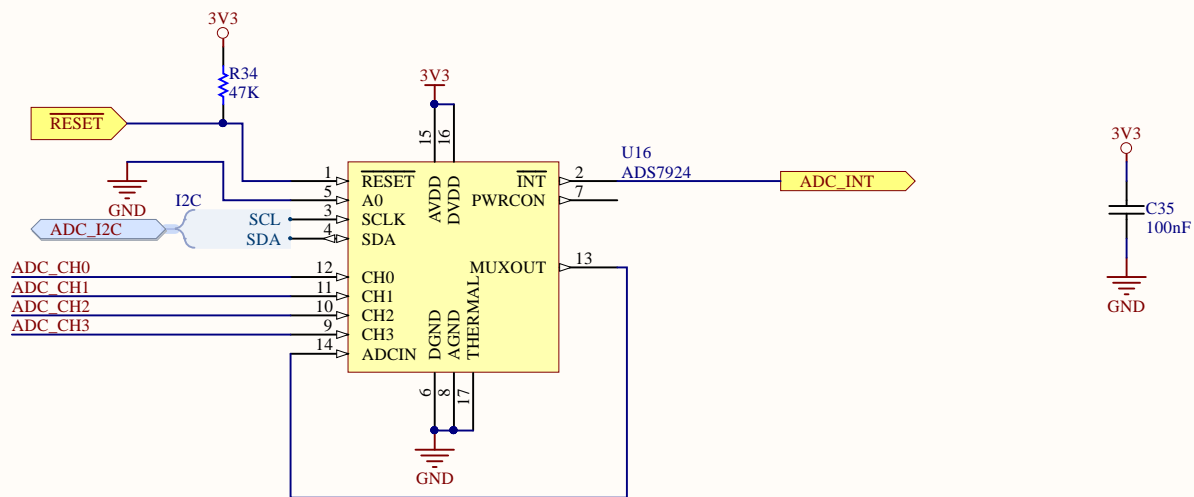 3V3
R34
47K
RESET
GND
I2C
ADC_I2C
SCL
SDA
ADC_CH0
ADC_CH1
ADC_CH2
ADC_CH3
1
5
3
4
12
11
10
9
14
RESET
A0
SCLK
SDA
CH0
CH1
CH2
CH3
ADCIN
3V3
15
16
AVDD
DVDD
U16
ADS7924
INT
PWRCON
MUXOUT
2
7
13
DGND
AGND
THERMAL
6
8
17
GND
ADC_INT
3V3
C35
100nF
GND